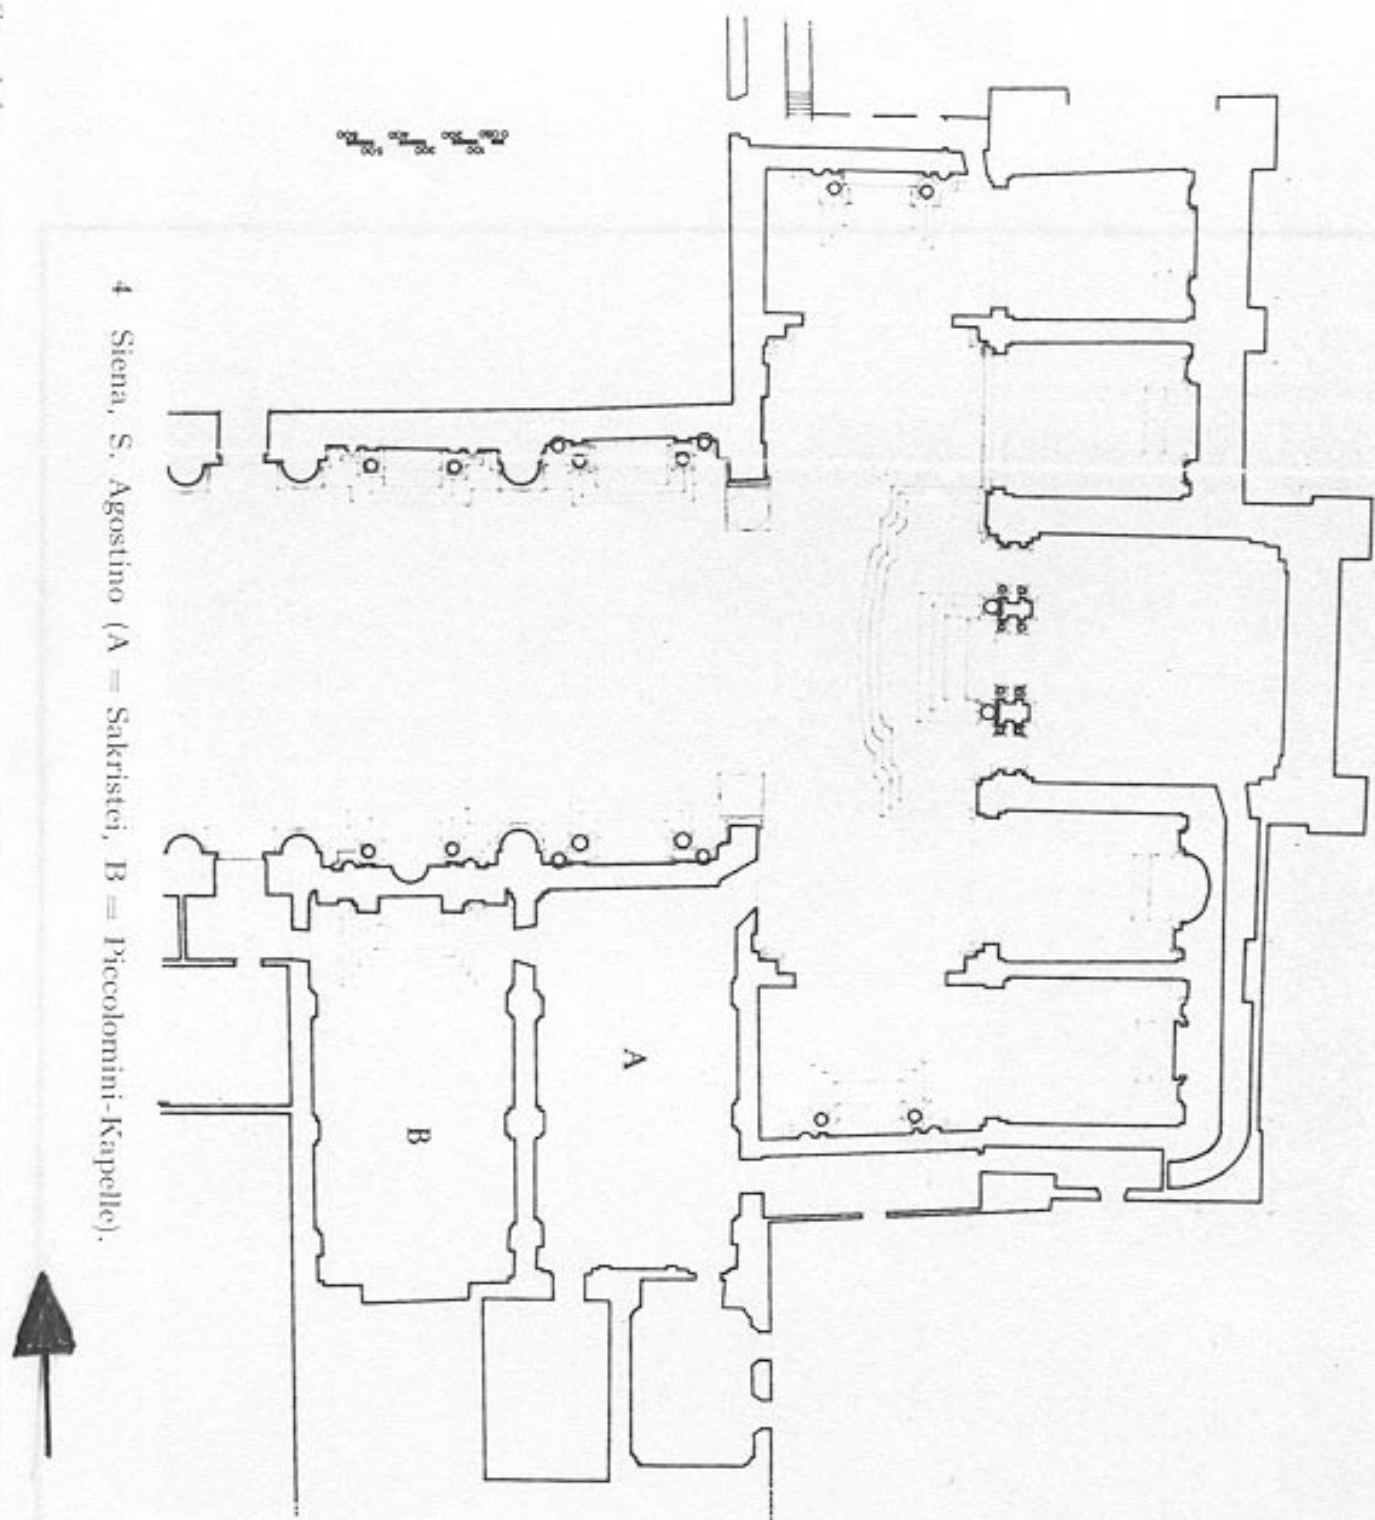 4 Siena, S. Agostino (A = Sakristei, B = Piccolomini-Kapelle).
A
B